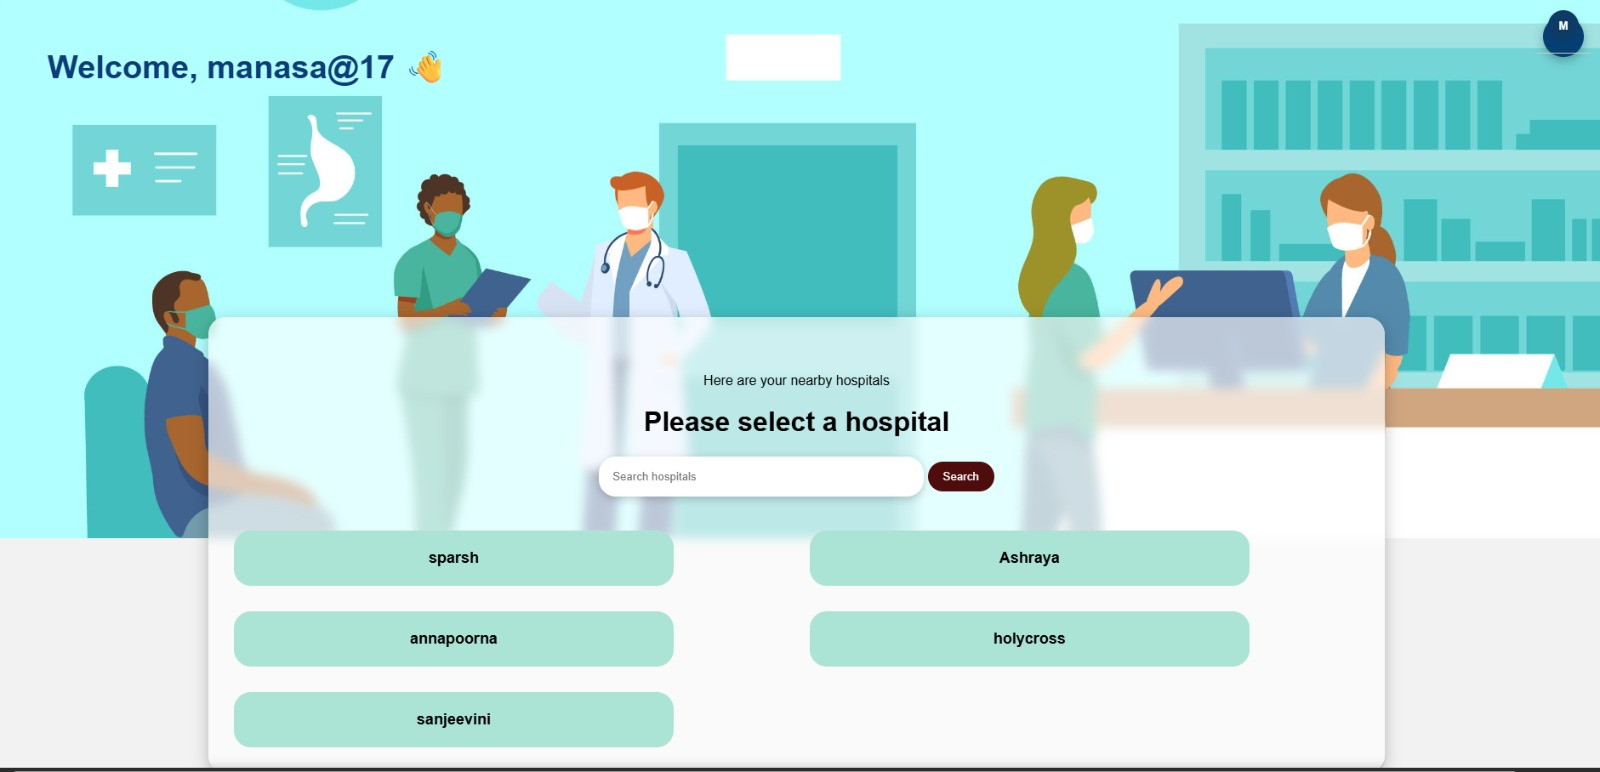 M
Welcome, manasa@17 👋
Here are your nearby hospitals
Please select a hospital
Search hospitals
Search
sparsh
Ashraya
annapoorna
holycross
sanjeevini